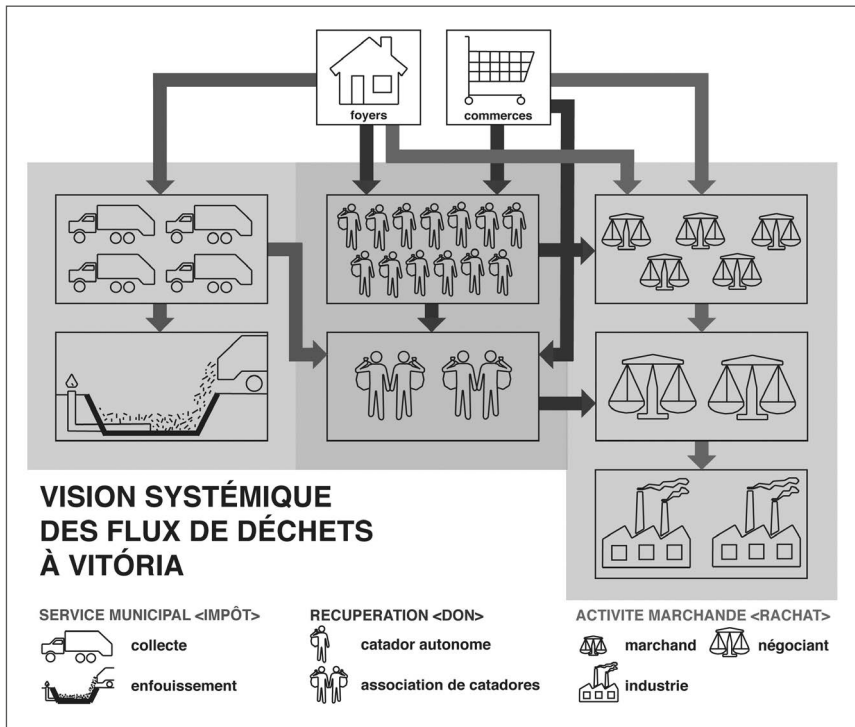 foyers
commerces
VISION SYSTÉMIQUE
DES FLUX DE DÉCHETS
À VITÓRIA
SERVICE MUNICIPAL <IMPÔT>
collecte
enfouissement
RECUPERATION <DON>
catador autonome
association de catadores
ACTIVITE MARCHANDE <RACHAT>
marchand
négociant
industrie